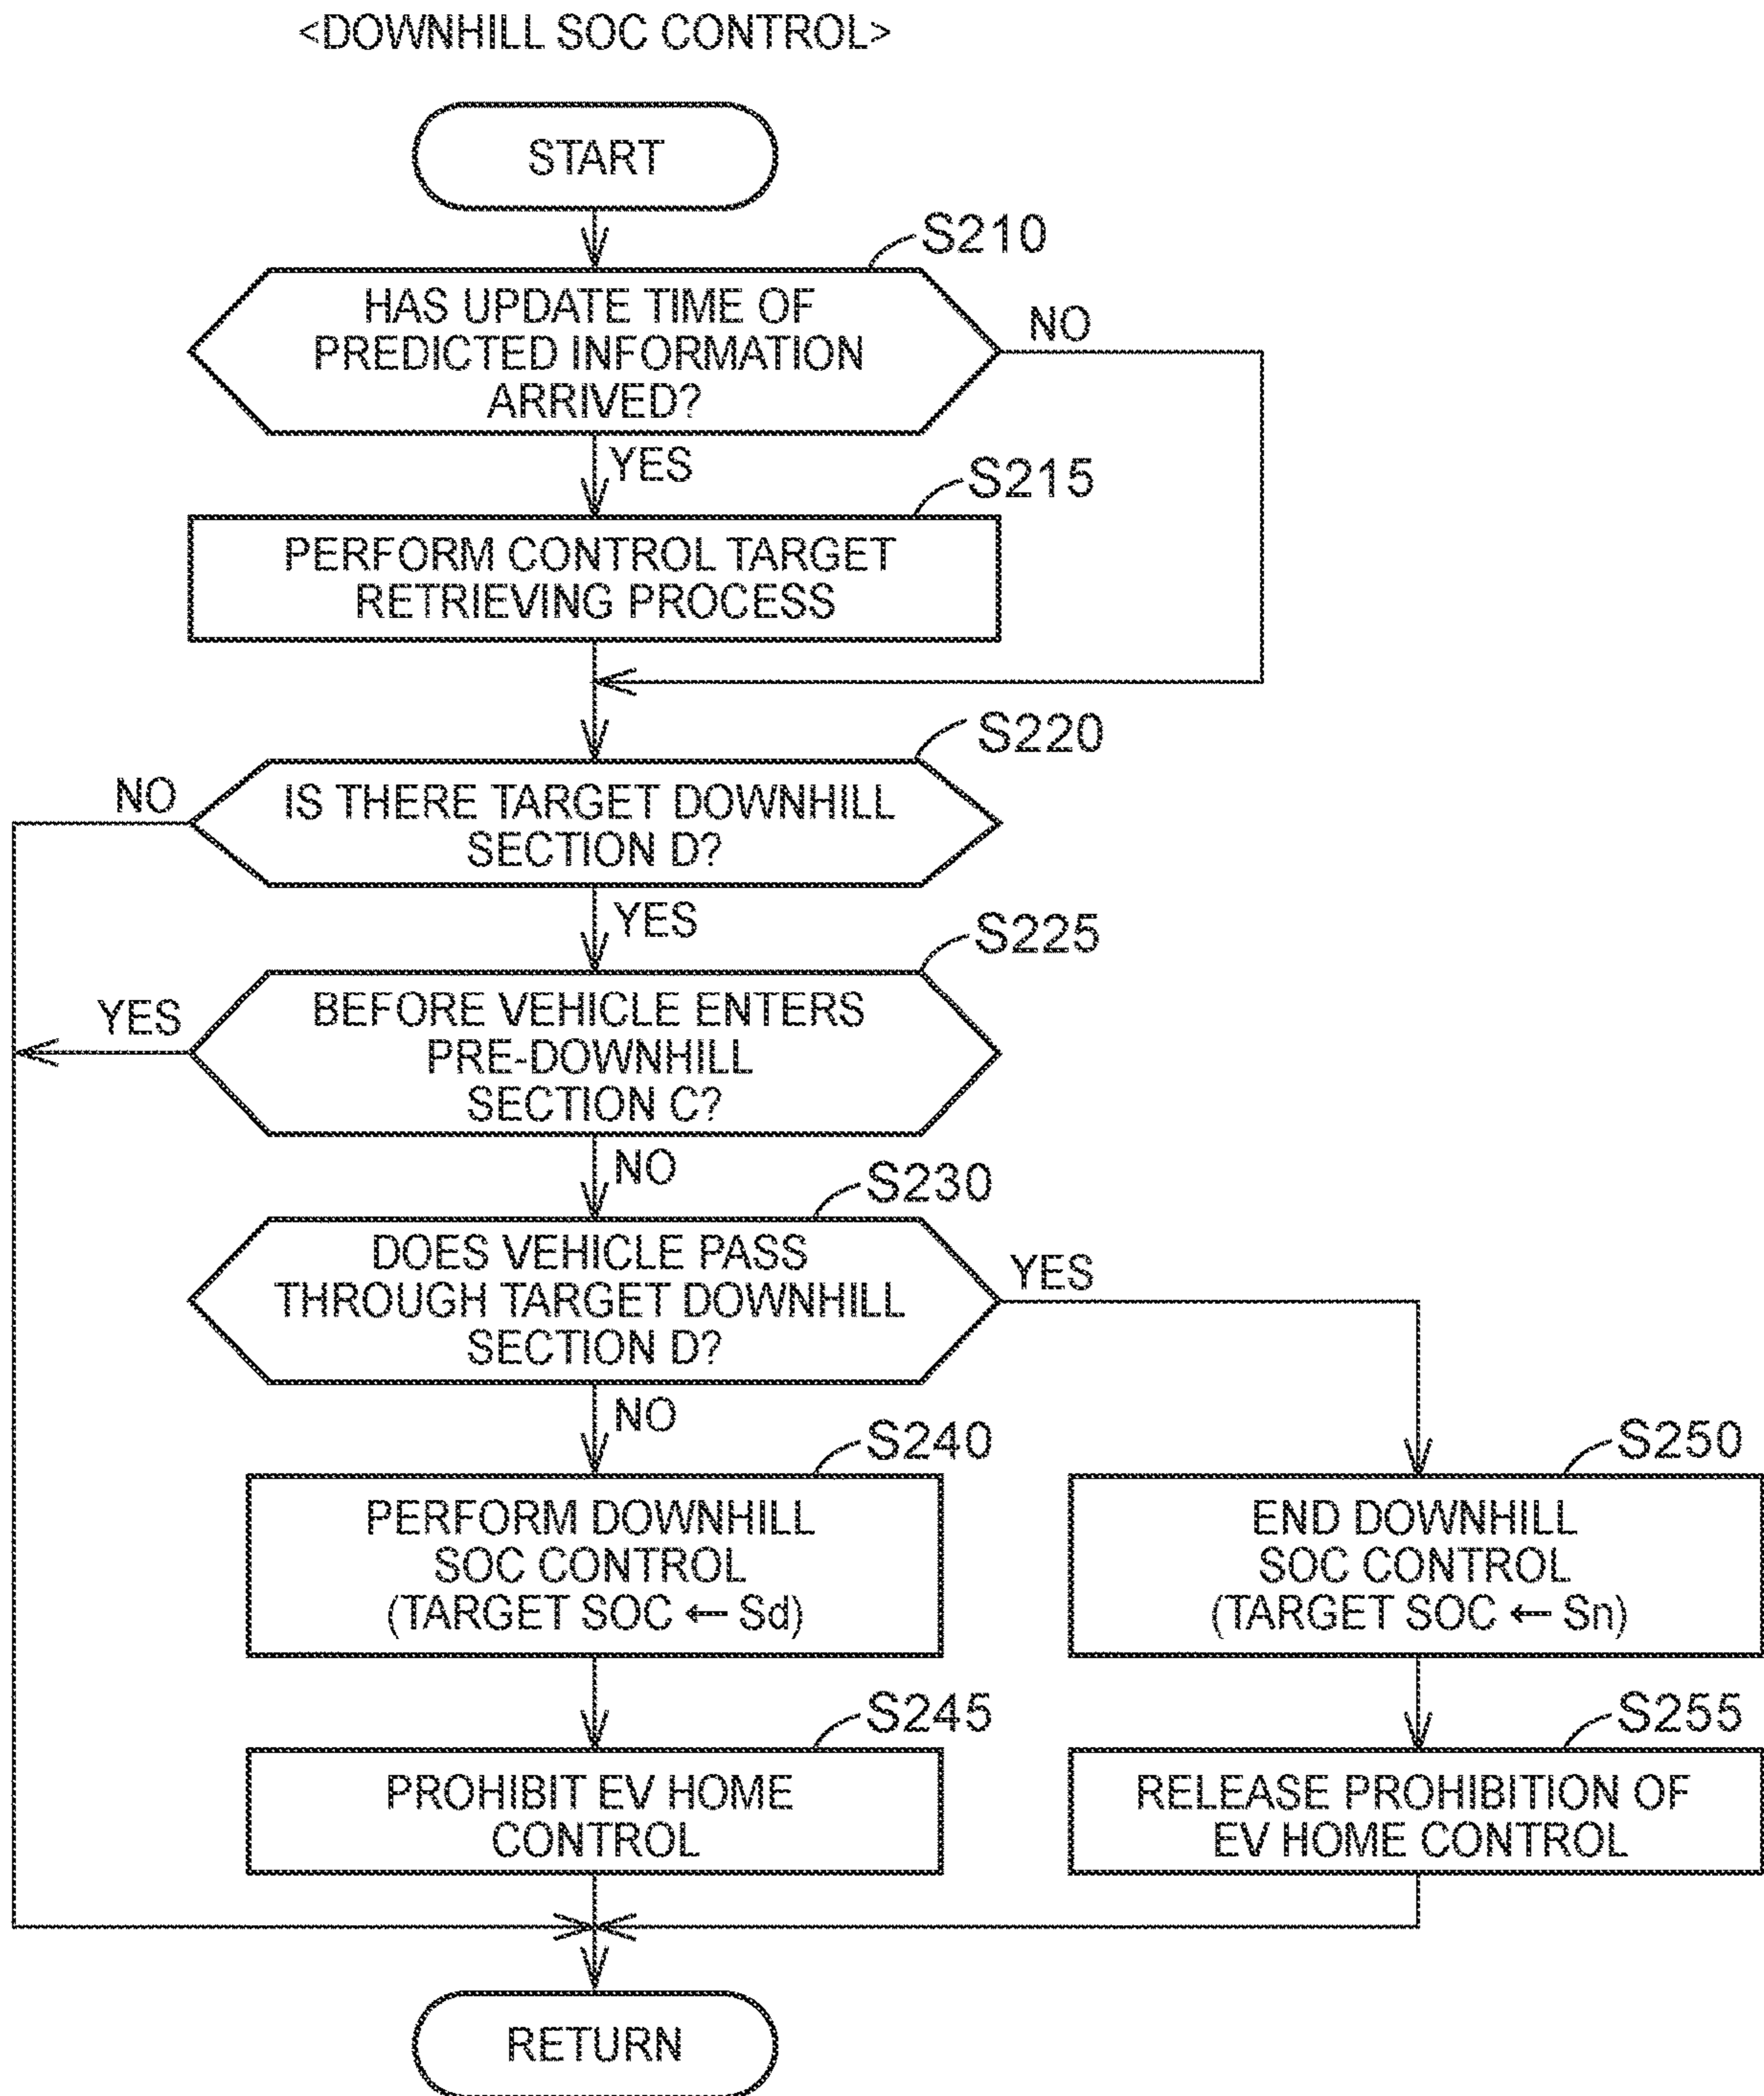 <DOWNHILL SOC CONTROL>
START
S210
HAS UPDATE TIME OF
PREDICTED INFORMATION
ARRIVED?
NO
YES
S215
PERFORM CONTROL TARGET
RETRIEVING PROCESS
S220
NO
IS THERE TARGET DOWNHILL
SECTION D?
YES
S225
YES
BEFORE VEHICLE ENTERS
PRE-DOWNHILL
SECTION C?
NO
S230
DOES VEHICLE PASS
THROUGH TARGET DOWNHILL
SECTION D?
YES
NO
S240
PERFORM DOWNHILL
SOC CONTROL
(TARGET SOC ← Sd)
S250
END DOWNHILL
SOC CONTROL
(TARGET SOC ← Sn)
S245
PROHIBIT EV HOME
CONTROL
S255
RELEASE PROHIBITION OF
EV HOME CONTROL
RETURN